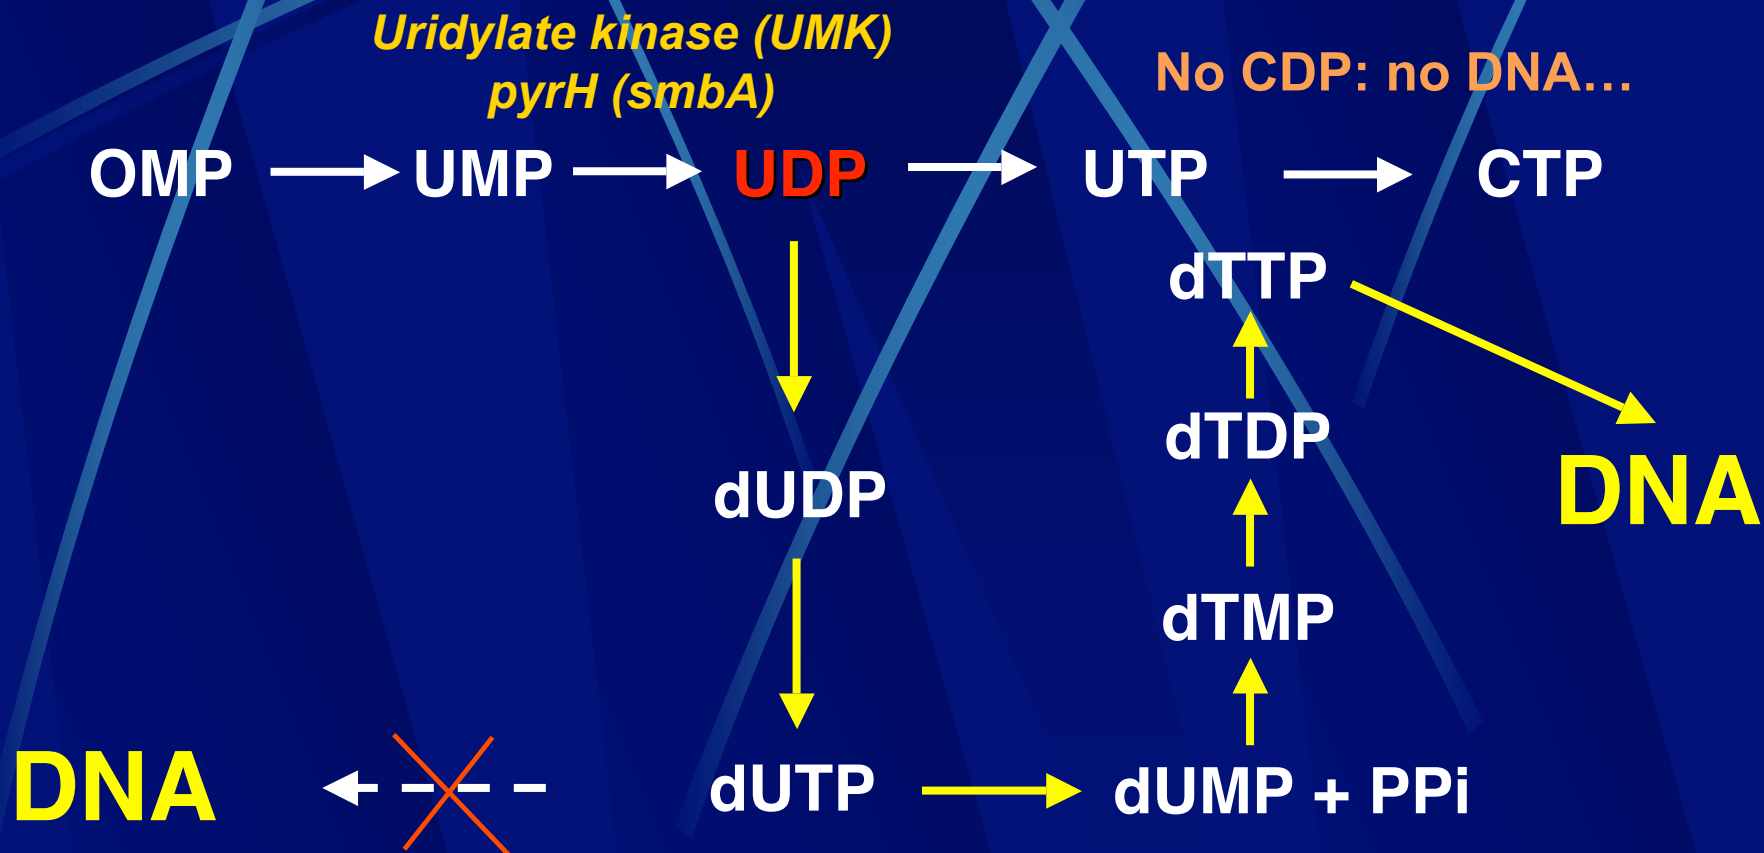 Uridylate kinase (UMK)
pyrH (smbA)
No CDP: no DNA…
OMP UMP UDP UTP CTP
dTTP
dTDP
DNA
dUDP
dTMP
DNA dUTP dUMP + PPi